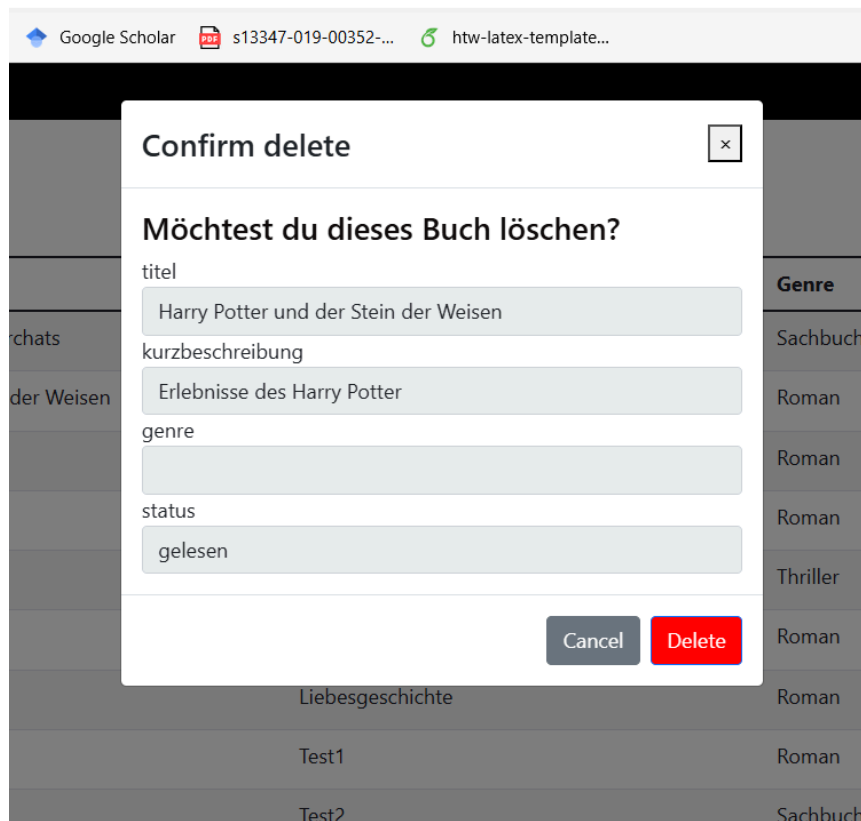 Google Scholar s13347-019-00352-... htw-latex-template...
Confirm delete ×
Möchtest du dieses Buch löschen?
titel
Harry Potter und der Stein der Weisen
kurzbeschreibung
Erlebnisse des Harry Potter
genre
status
gelesen
Cancel Delete
Genre
rchats Sachbuch
der Weisen Roman
Roman
Roman
Thriller
Roman
Liebesgeschichte Roman
Test1 Roman
Test2 Sachbuch